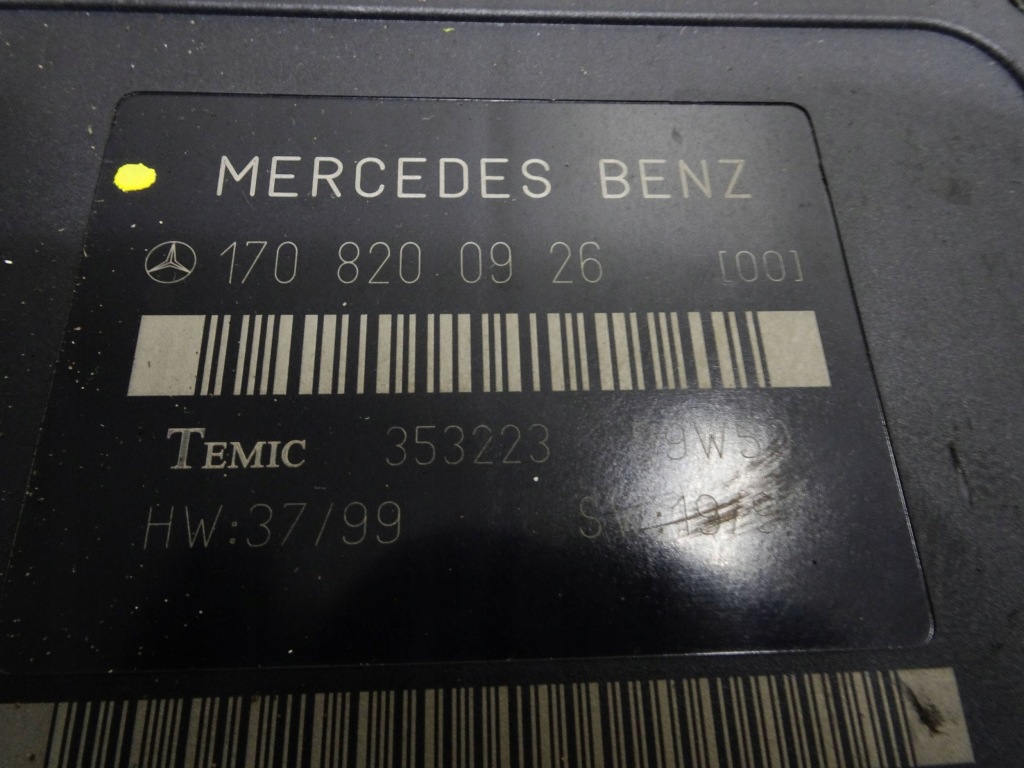 MERCEDES BENZ
170 820 09 26 [00]
TEMIC 353223
HW:37/99